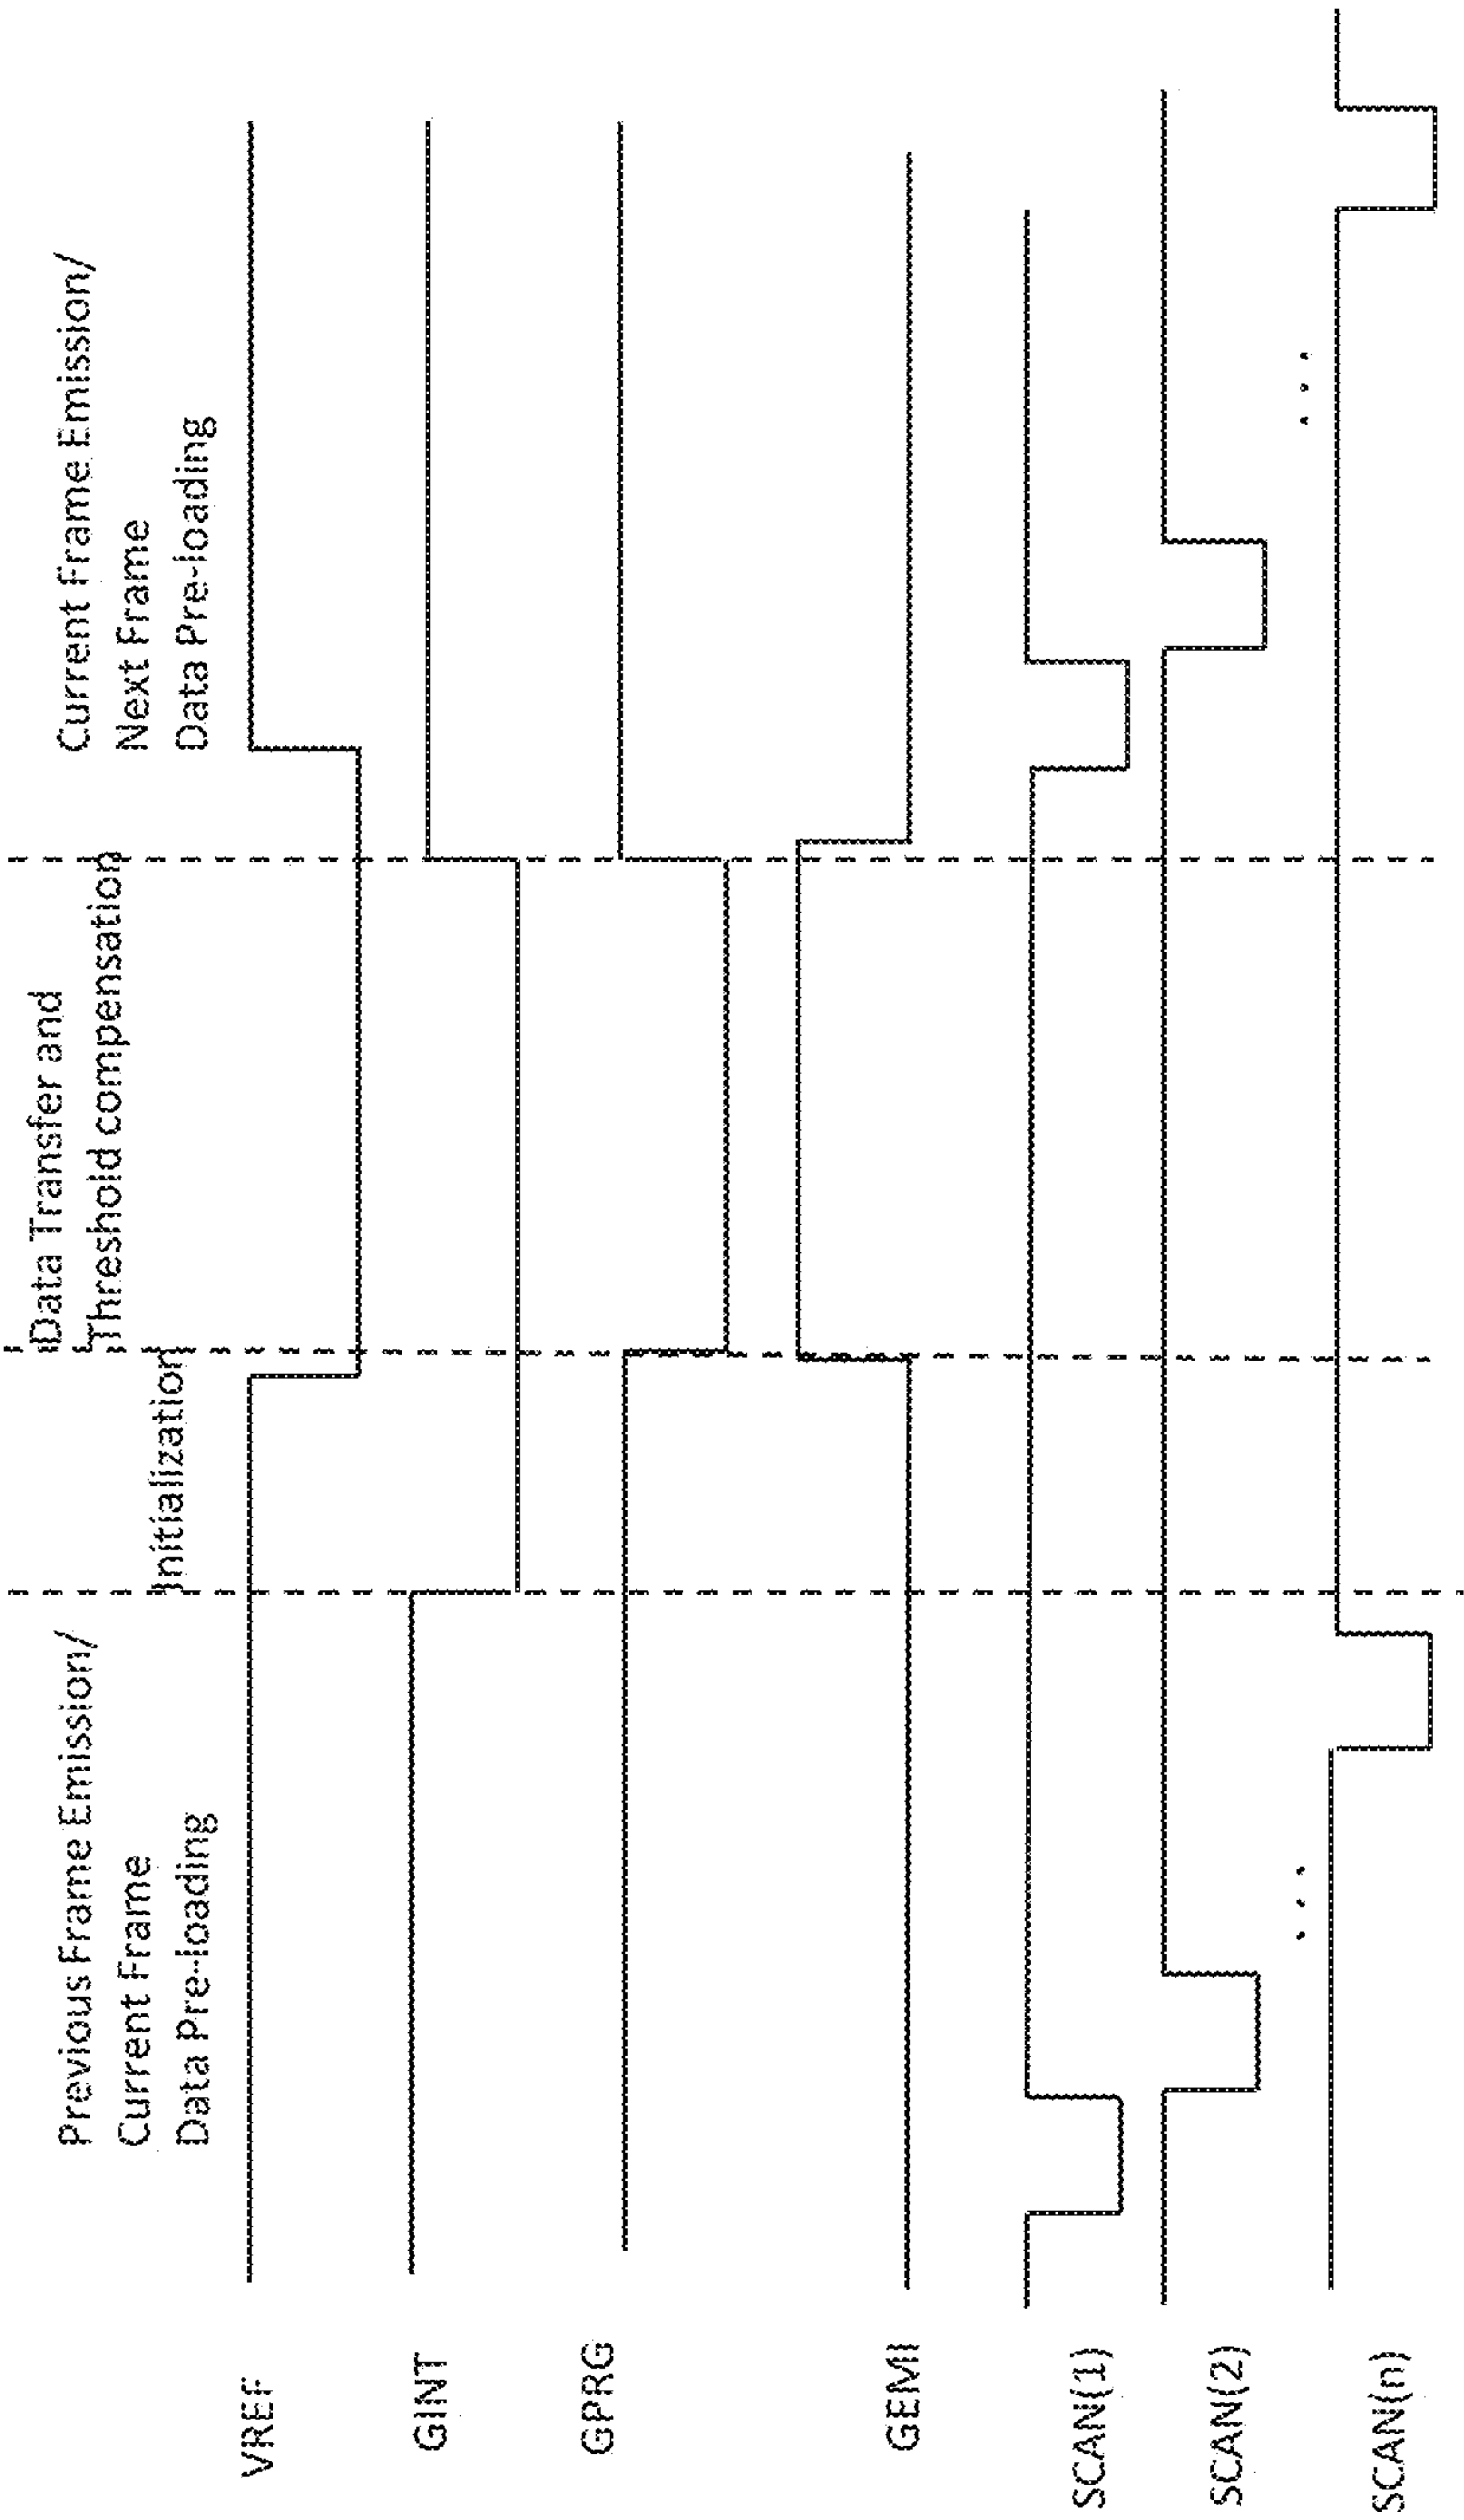 Previous Frame Emission/
Current Frame
Data Pre-loading
Initialization
Data Transfer and
Threshold compensation
Current Frame Emission/
Next Frame
Data Pre-loading
VREF
GINT
GPRG
GEMI
SCAN(1)
SCAN(2)
. . .
. . .
SCAN(n)